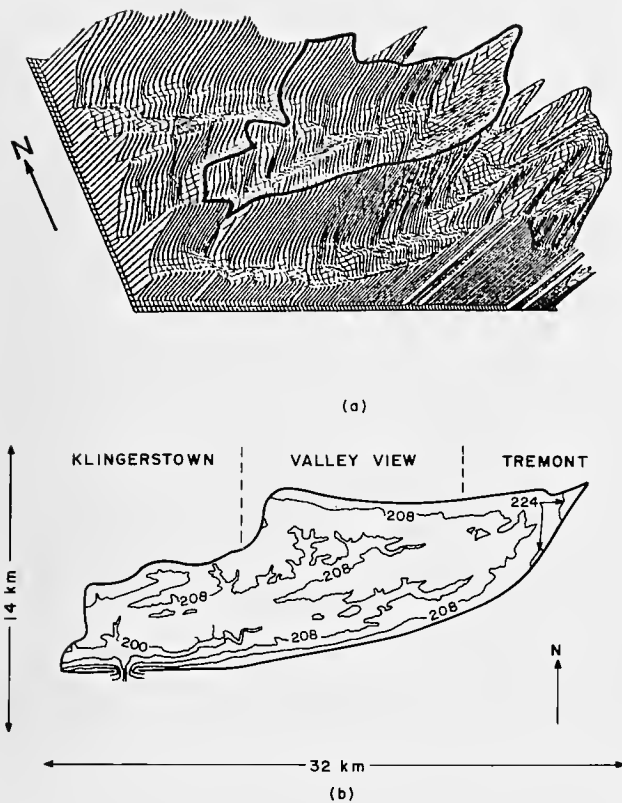 N
(a)
KLINGERSTOWN VALLEY VIEW TREMONT
224
208
208
208
200 208 208
14 km
N
32 km
(b)